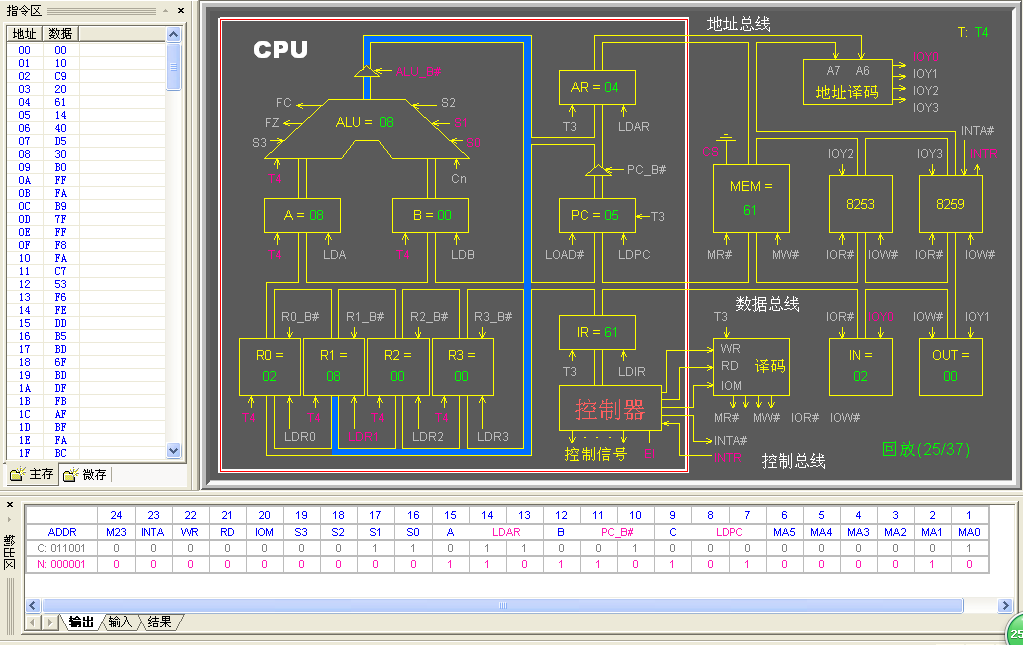 指令区
地址 数据
00 00
01 10
02 C9
03 20
04 61
05 14
06 40
07 D5
08 30
09 B0
0A FF
0B FA
0C B9
0D 7F
0E FF
0F F8
10 FA
11 C7
12 53
13 F6
14 FE
15 DD
16 B5
17 BD
18 6F
19 BD
1A DF
1B FB
1C AF
1D BF
1E FA
1F BC
主存 微存
CPU
地址总线
T: T4
AR = 04
T3 LDAR
A7 A6
地址译码
IOY0
IOY1
IOY2
IOY3
FC
FZ
S3
ALU = 08
S2
S0
Cn
T4
PC_B#
INTA#
IOY2 IOY3
MEM =
61
8253
8259
A = 08
B = 00
PC = 05
T3
T4 LDA T4 LDB
LOAD# LDPC
MR# MW# IOR# IOW# IOR# IOW#
数据总线
R0_B# R1_B# R2_B# R3_B#
IR = 61
T3 LDIR
T3
IOR# IOY0 IOW# IOY1
R0 =
02
R1 =
08
R2 =
00
R3 =
00
WR
RD
IOM
译码
IN =
02
OUT =
00
控制器
MR# MW# IOR# IOW#
T4 T4 T4
LDR0 LDR1 LDR2 LDR3
控制信号
INTA#
控制总线
回放(25/37)
区
24 23 22 21 20 19 18 17 16 15 14 13 12 11 10 9 8 7 6 5 4 3 2 1
ADDR M23 INTA WR RD IOM S3 S2 S1 S0 A LDAR B PC_B# C LDPC MA5 MA4 MA3 MA2 MA1 MA0
C: 011001 0 0 0 0 0 0 0 1 1 0 1 1 0 0 1 0 0 0 0 0 0 0 0 1
N: 000001 0 0 0 0 0 0 0 0 0 1 1 0 1 1 0 1 0 1 0 0 0 0 1 0
输出 输入 结果
25